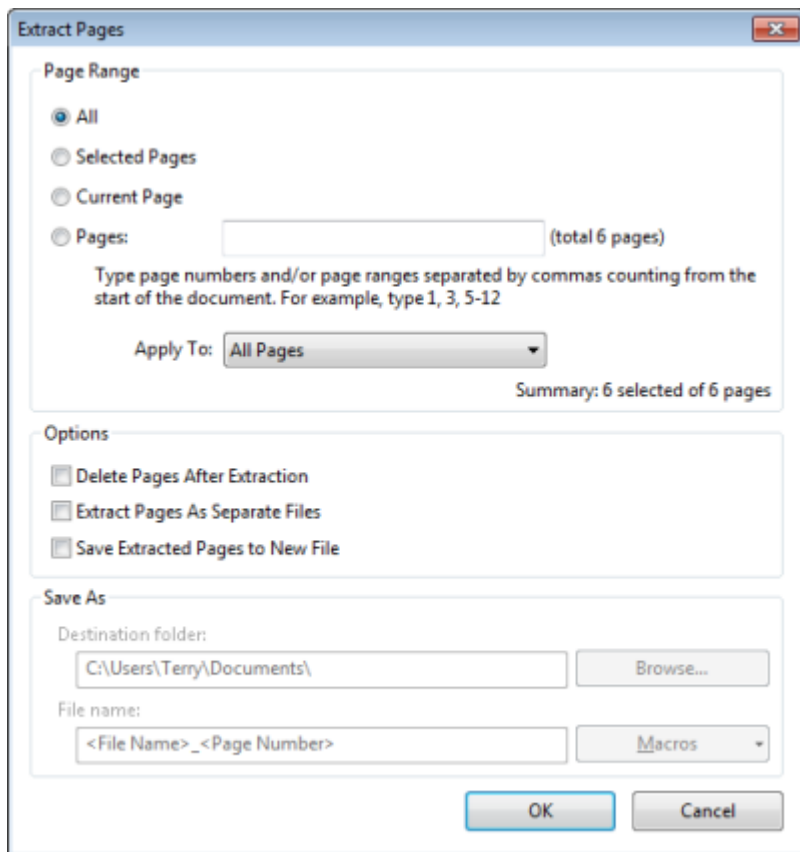 Extract Pages
Page Range
All
Selected Pages
Current Page
Pages: (total 6 pages)
Type page numbers and/or page ranges separated by commas counting from the
start of the document. For example, type 1, 3, 5-12
Apply To: All Pages
Summary: 6 selected of 6 pages
Options
Delete Pages After Extraction
Extract Pages As Separate Files
Save Extracted Pages to New File
Save As
Destination folder:
C:\Users\Terry\Documents\ Browse...
File name:
<File Name>_<Page Number> Macros
OK Cancel